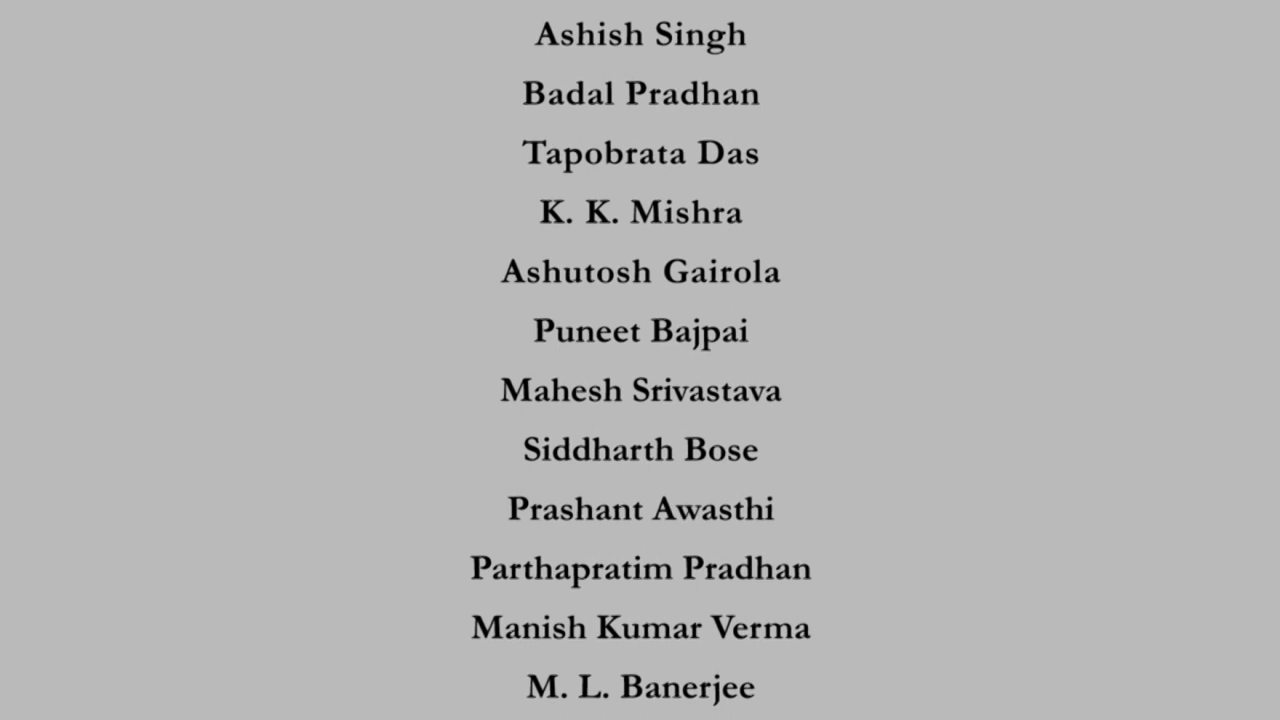 Ashish Singh
Badal Pradhan
Tapobrata Das
K. K. Mishra
Ashutosh Gairola
Puneet Bajpai
Mahesh Srivastava
Siddharth Bose
Prashant Awasthi
Parthapratim Pradhan
Manish Kumar Verma
M. L. Banerjee